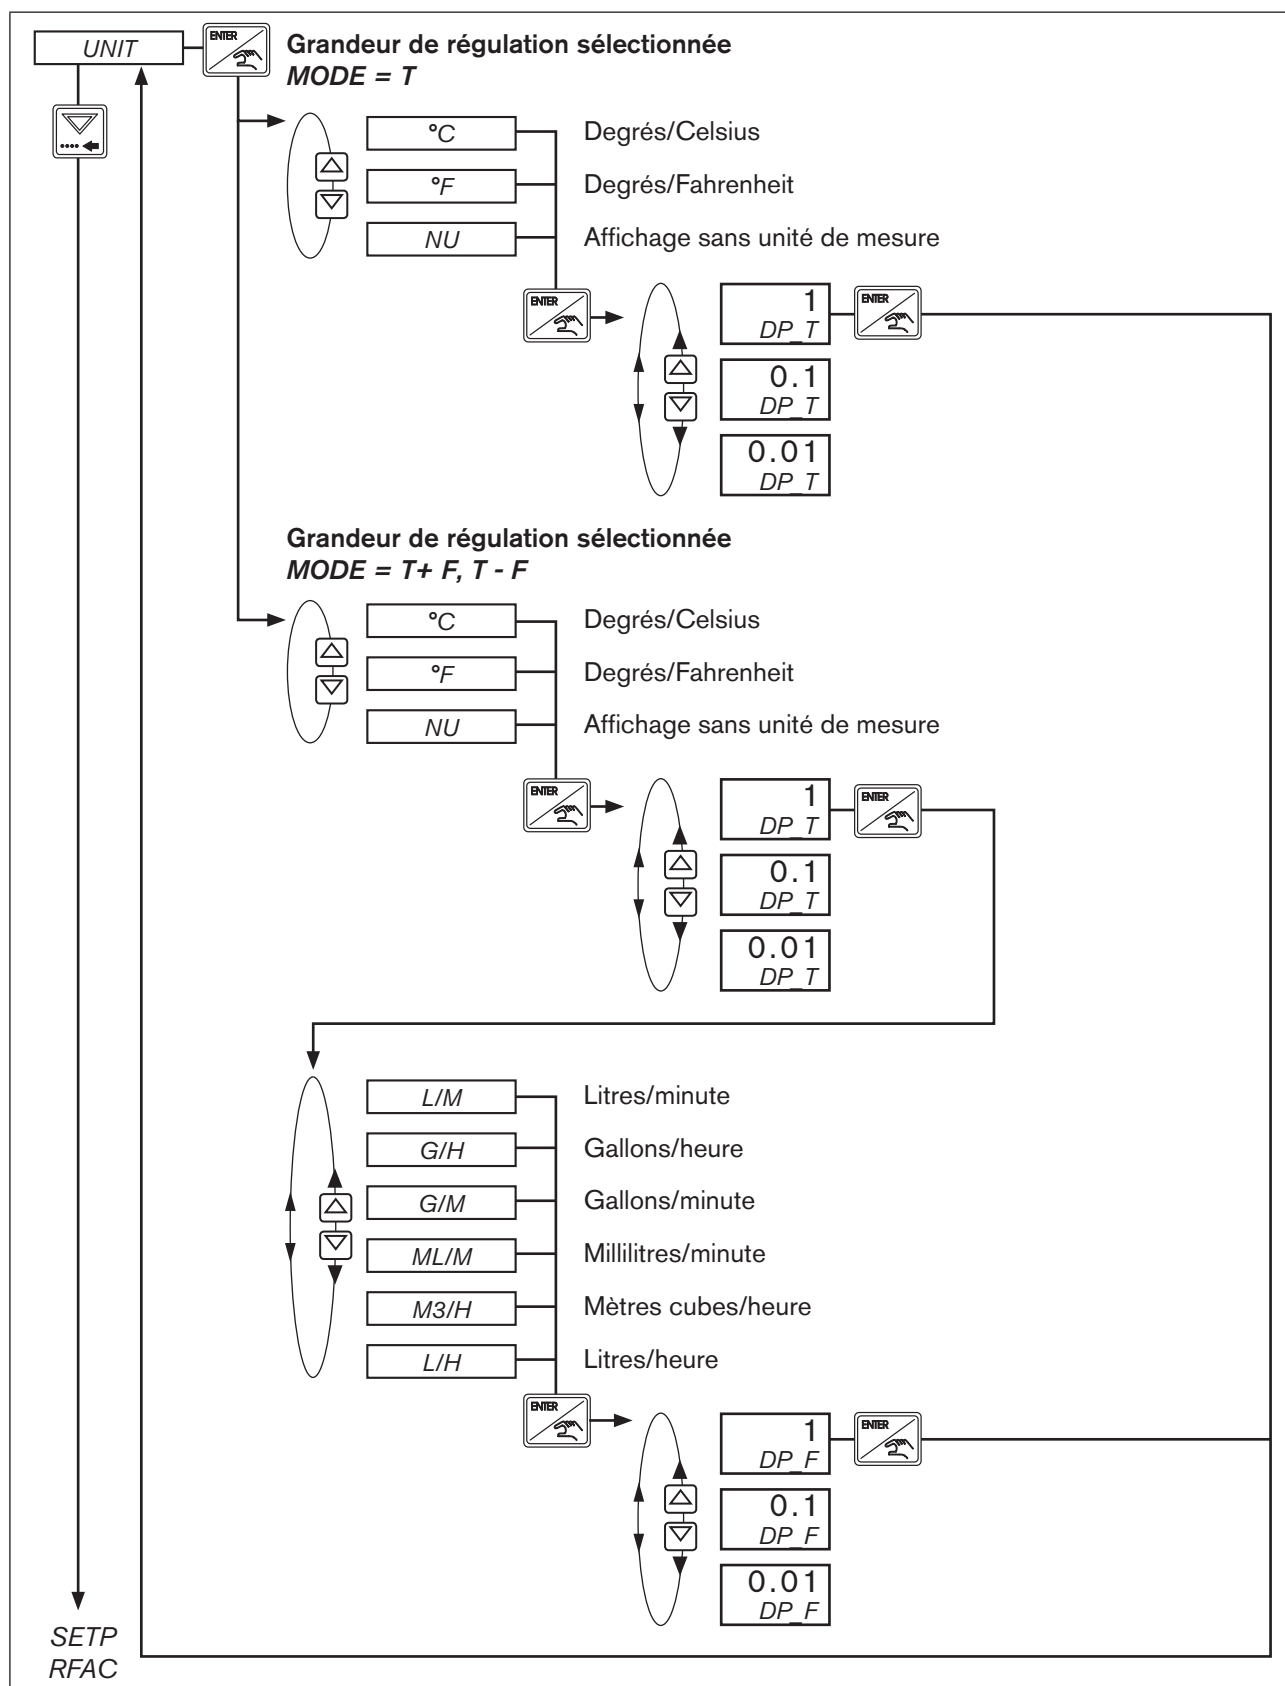 UNIT
ENTER
Grandeur de régulation sélectionnée
MODE = T
°C
Degrés/Celsius
°F
Degrés/Fahrenheit
NU
Affichage sans unité de mesure
ENTER
1
DP_T
ENTER
0.1
DP_T
0.01
DP_T
Grandeur de régulation sélectionnée
MODE = T+ F, T - F
°C
Degrés/Celsius
°F
Degrés/Fahrenheit
NU
Affichage sans unité de mesure
ENTER
1
DP_T
ENTER
0.1
DP_T
0.01
DP_T
L/M
Litres/minute
G/H
Gallons/heure
G/M
Gallons/minute
ML/M
Millilitres/minute
M3/H
Mètres cubes/heure
L/H
Litres/heure
ENTER
1
DP_F
ENTER
0.1
DP_F
0.01
DP_F
SETP
RFAC